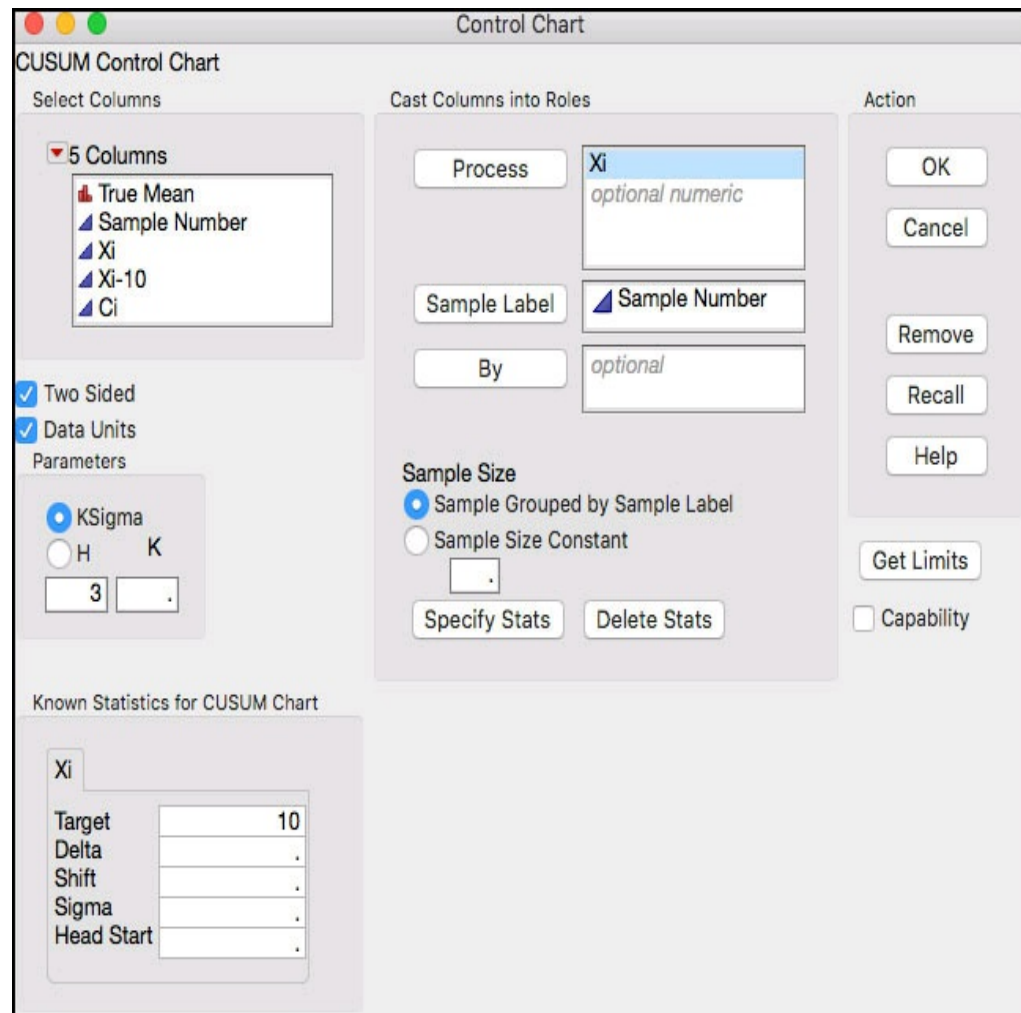 Control Chart
CUSUM Control Chart
Select Columns
5 Columns
True Mean
Sample Number
Xi
Xi-10
Ci
Two Sided
Data Units
Parameters
KSigma
H K
3 .
Known Statistics for CUSUM Chart
Xi
Target 10
Delta .
Shift .
Sigma .
Head Start .
Cast Columns into Roles
Process Xi
optional numeric
Sample Label Sample Number
By optional
Sample Size
Sample Grouped by Sample Label
Sample Size Constant
.
Specify Stats Delete Stats
Action
OK
Cancel
Remove
Recall
Help
Get Limits
Capability